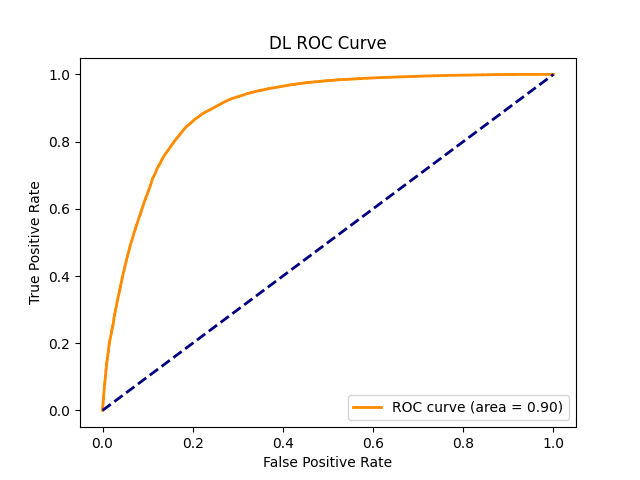 DL ROC Curve
True Positive Rate
1.0
0.8
0.6
0.4
0.2
0.0
ROC curve (area = 0.90)
0.0 0.2 0.4 0.6 0.8 1.0
False Positive Rate